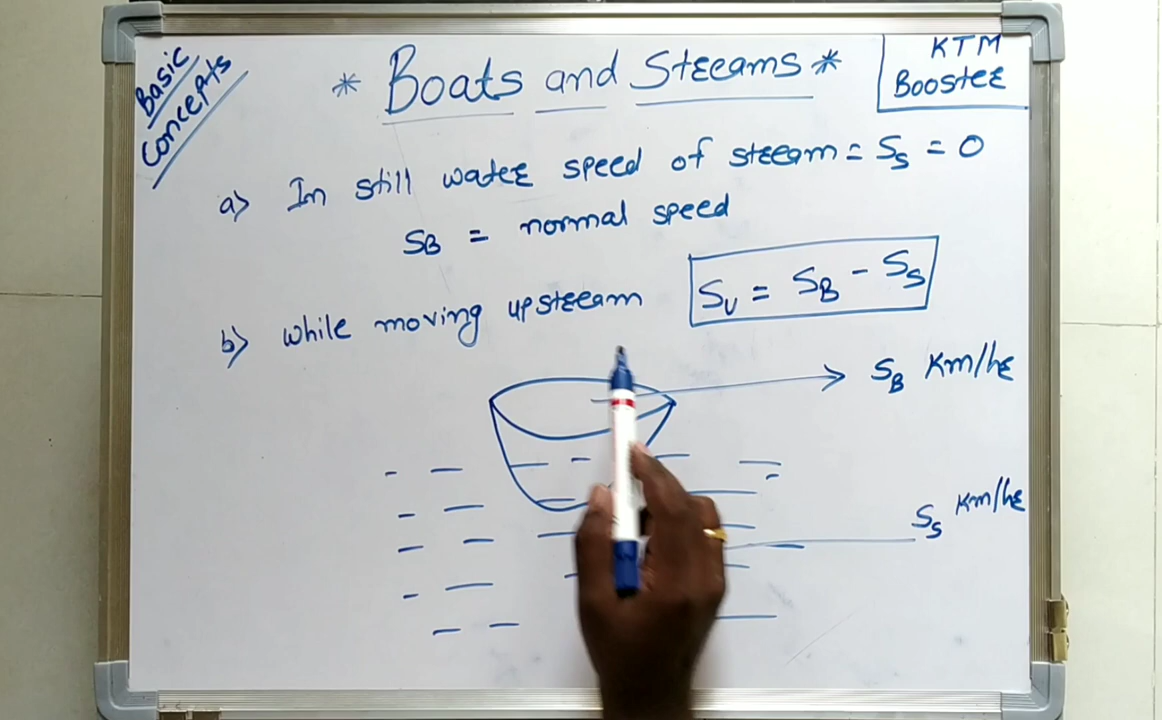 Basic
Concepts
* Boats and Streams *
KTM
Booster
a) In still water speed of stream = Ss = 0
SB = normal speed
b) while moving upstream
SU = SB - Ss
SB Km/hr
Ss Km/hr